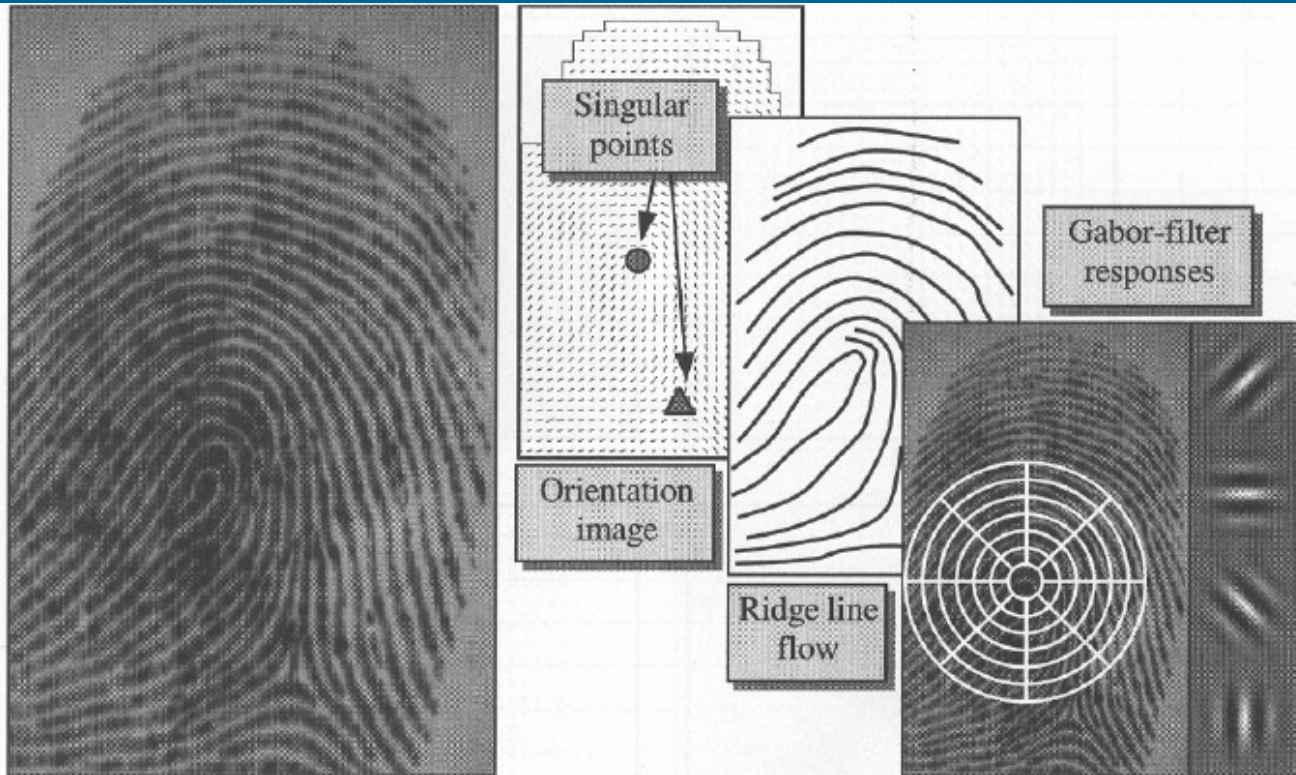 Singular
points
Gabor-filter
responses
Orientation
image
Ridge line
flow